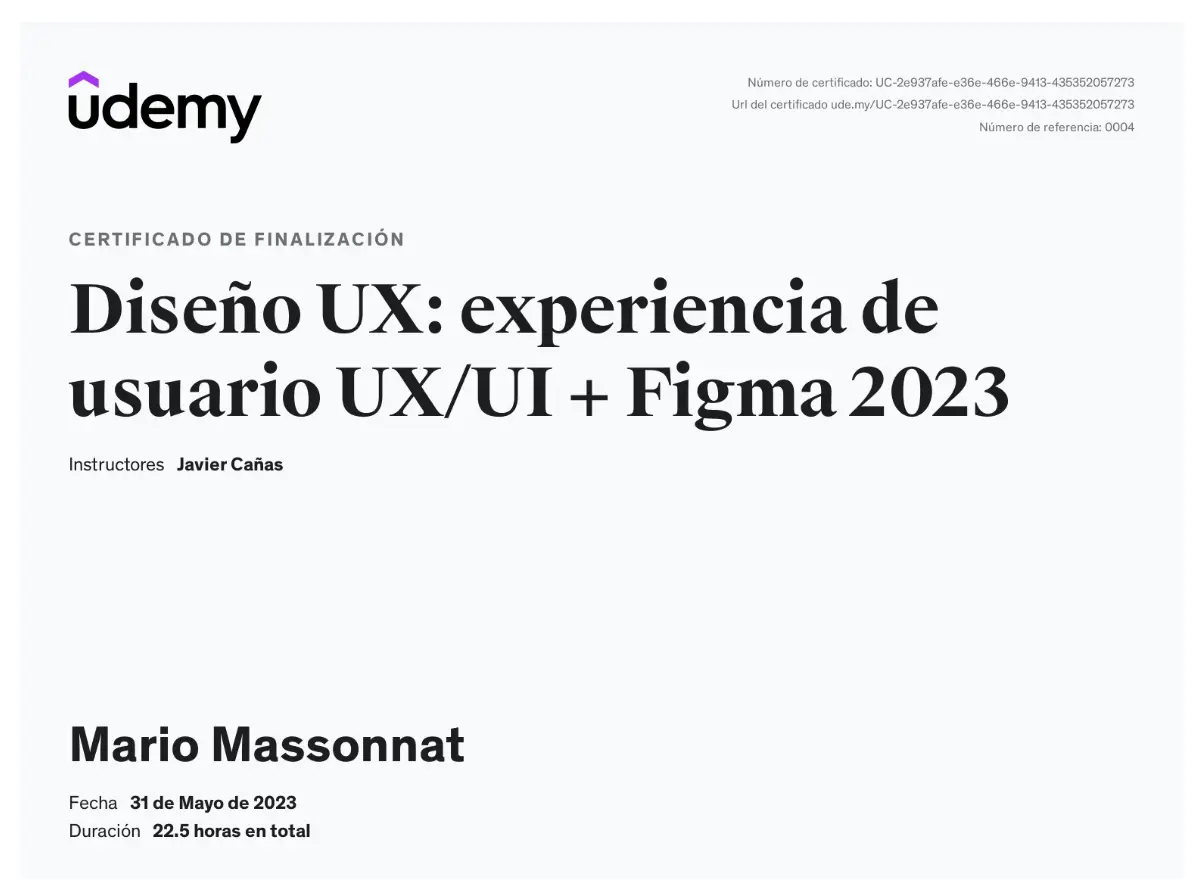 udemy
Número de certificado: UC-2e937afe-e36e-466e-9413-435352057273
Url del certificado ude.my/UC-2e937afe-e36e-466e-9413-435352057273
Número de referencia: 0004
CERTIFICADO DE FINALIZACIÓN
Diseño UX: experiencia de
usuario UX/UI + Figma 2023
Instructores Javier Cañas
Mario Massonnat
Fecha 31 de Mayo de 2023
Duración 22.5 horas en total